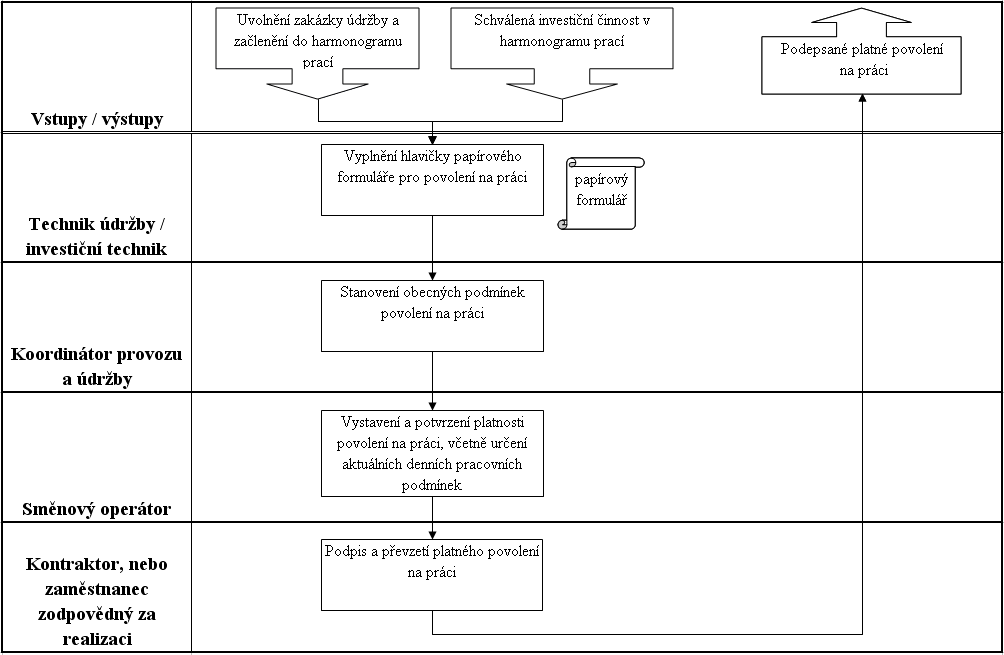 Uvolnění zakázky údržby a
začlenění do harmonogramu
prací
Schválená investiční činnost v
harmonogramu prací
Podepsané platné povolení
na práci
Vstupy / výstupy
Vyplnění hlavičky papírového
formuláře pro povolení na práci
papírový
formulář
Technik údržby /
investiční technik
Stanovení obecných podmínek
povolení na práci
Koordinátor provozu
a údržby
Vystavení a potvrzení platnosti
povolení na práci, včetně určení
aktuálních denních pracovních
podmínek
Směnový operátor
Podpis a převzetí platného povolení
na práci
Kontraktor, nebo
zaměstnanec
zodpovědný za
realizaci